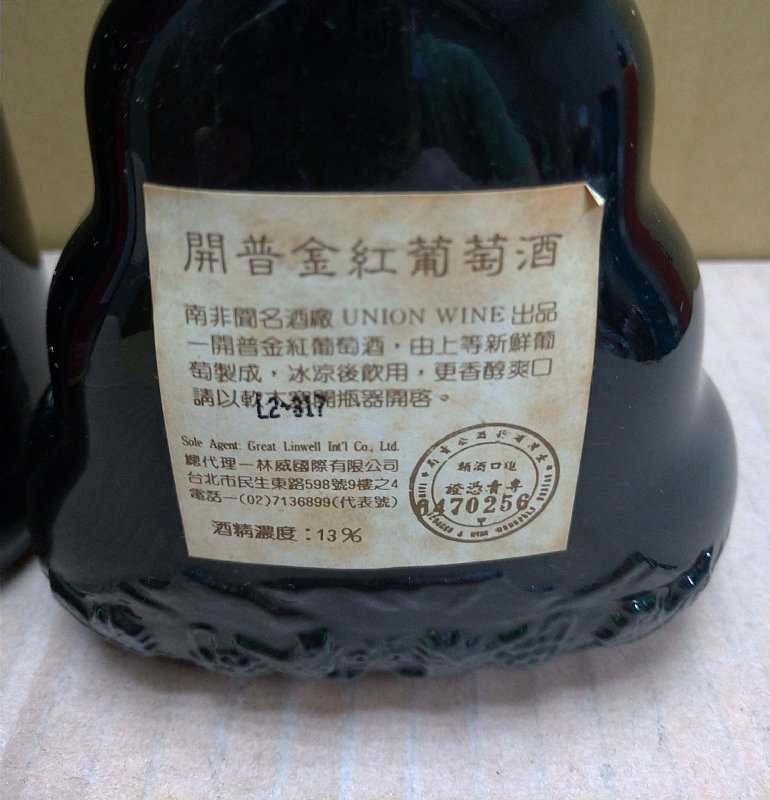 開普金紅葡萄酒
南非聞名酒廠 UNION WINE 出品
一開普金紅葡萄酒，由上等新鮮葡
萄製成，冰凉後飲用，更香醇爽口
請以軟木塞開瓶器開啓。
L2-317
Sole Agent: Great Linwell Int'l Co., Ltd.
總代理一林威國際有限公司
台北市民生東路598號9樓之4
電話一(02)7136899(代表號)
酒精濃度：13%
進口酒類
專賣憑證
6470256